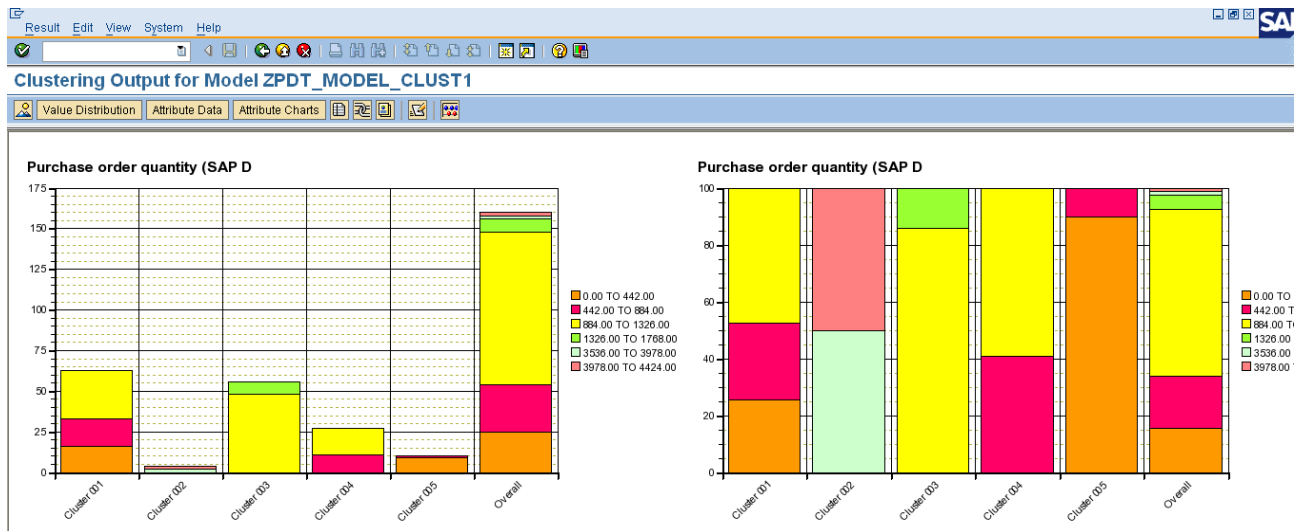 Result Edit View System Help
SAP
Clustering Output for Model ZPDT_MODEL_CLUST1
Value Distribution Attribute Data Attribute Charts
Purchase order quantity (SAP D
175
150
125
100
75
50
25
0
Cluster 001 Cluster 002 Cluster 003 Cluster 004 Cluster 005 Overall
0.00 TO 442.00
442.00 TO 884.00
884.00 TO 1326.00
1326.00 TO 1768.00
3536.00 TO 3978.00
3978.00 TO 4424.00
Purchase order quantity (SAP D
100
80
60
40
20
0
Cluster 001 Cluster 002 Cluster 003 Cluster 004 Cluster 005 Overall
0.00 TO
442.00 T
884.00 TO
1326.00
3536.00
3978.00